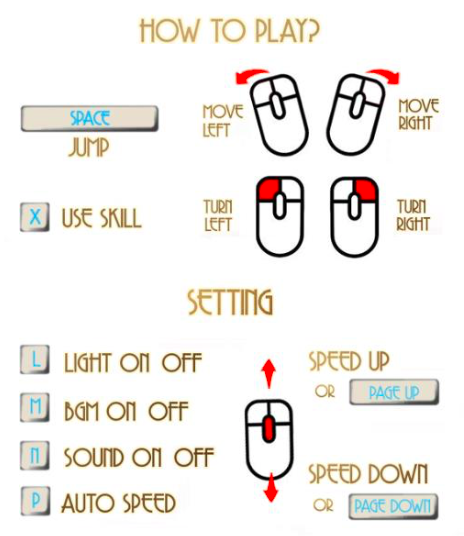 HOW TO PLAY?
SPACE
JUMP
MOVE LEFT
MOVE RIGHT
X USE SKILL
TURN LEFT
TURN RIGHT
SETTING
L LIGHT ON OFF
M BGM ON OFF
N SOUND ON OFF
P AUTO SPEED
SPEED UP
OR PAGE UP
SPEED DOWN
OR PAGE DOWN